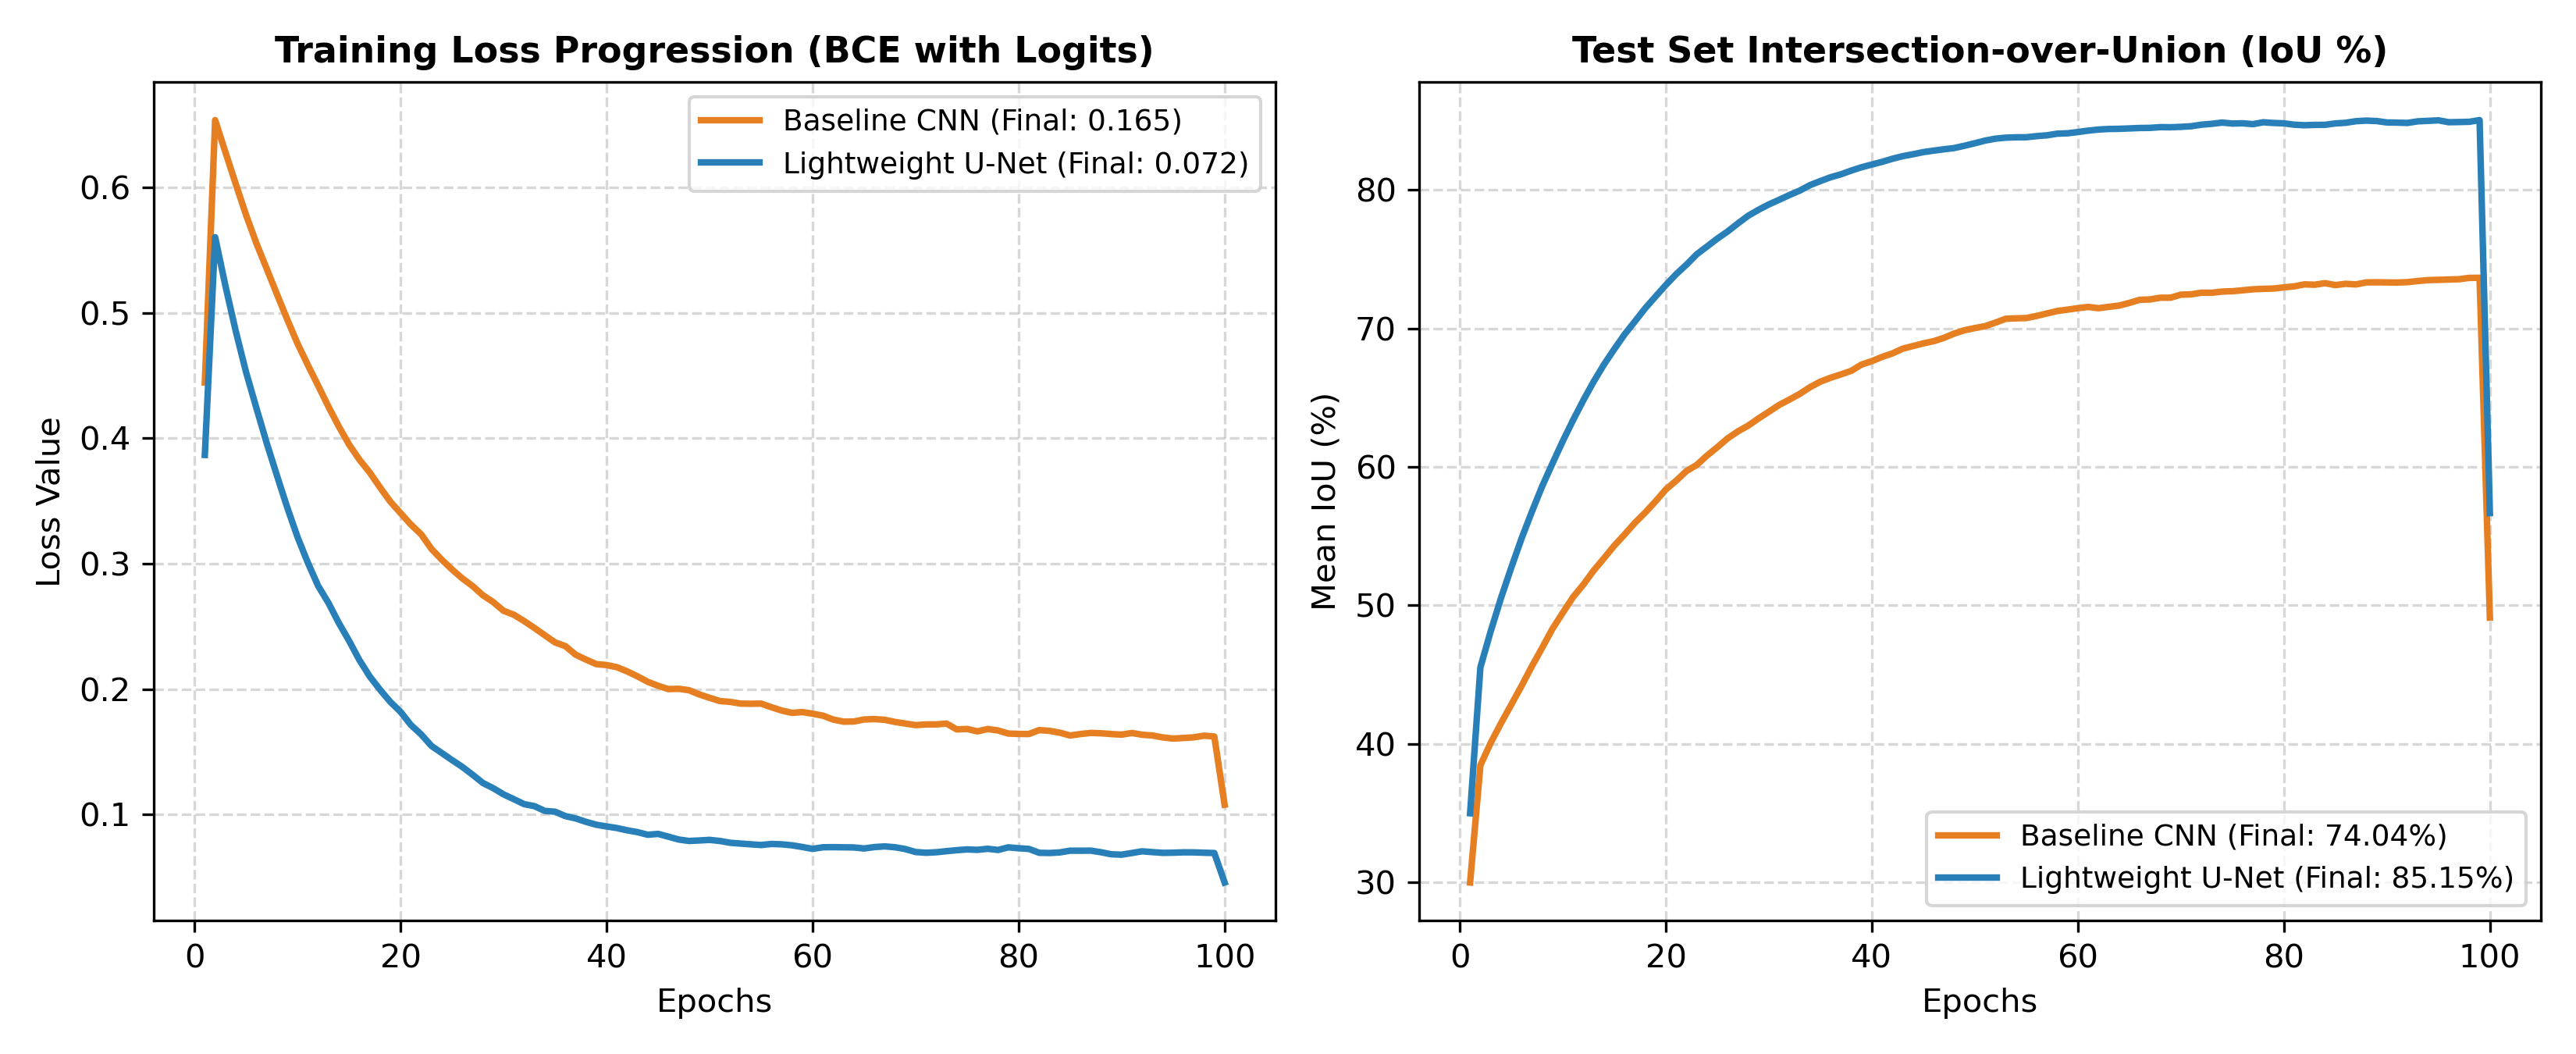 Training Loss Progression (BCE with Logits)
Baseline CNN (Final: 0.165)
Lightweight U-Net (Final: 0.072)
Loss Value
0.6
0.5
0.4
0.3
0.2
0.1
0 20 40 60 80 100
Epochs
Test Set Intersection-over-Union (IoU %)
Mean IoU (%)
80
70
60
50
40
30
Baseline CNN (Final: 74.04%)
Lightweight U-Net (Final: 85.15%)
0 20 40 60 80 100
Epochs